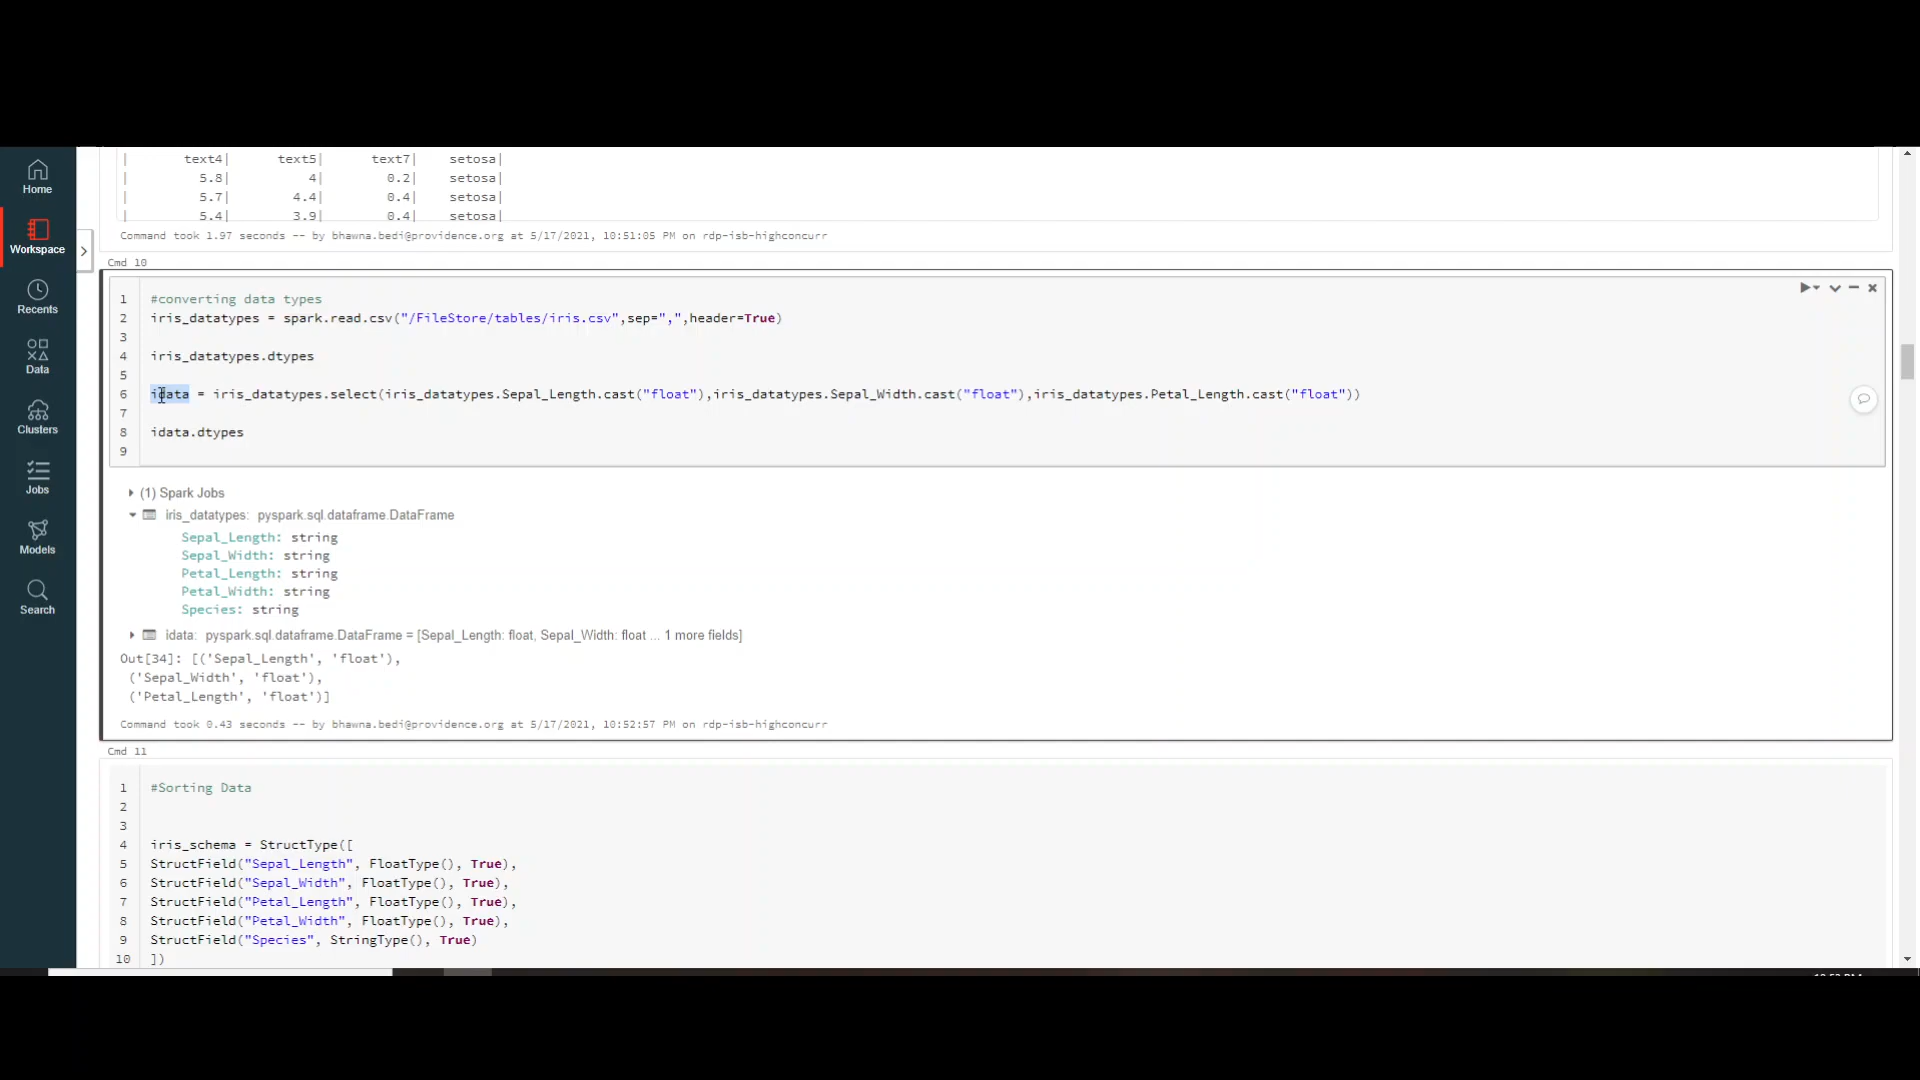 Home
Workspace
Recents
Data
Clusters
Jobs
Models
Search
| text4| text5| text7| setosa|
| 5.8| 4| 0.2| setosa|
| 5.7| 4.4| 0.4| setosa|
| 5.4| 3.9| 0.4| setosa|
Command took 1.97 seconds -- by bhawna.bedi@providence.org at 5/17/2021, 10:51:05 PM on rdp-isb-highconcurr
Cmd 10
1 #converting data types
2 iris_datatypes = spark.read.csv("/FileStore/tables/iris.csv",sep=",",header=True)
3
4 iris_datatypes.dtypes
5
6 idata = iris_datatypes.select(iris_datatypes.Sepal_Length.cast("float"),iris_datatypes.Sepal_Width.cast("float"),iris_datatypes.Petal_Length.cast("float"))
7
8 idata.dtypes
9
(1) Spark Jobs
iris_datatypes: pyspark.sql.dataframe.DataFrame
Sepal_Length: string
Sepal_Width: string
Petal_Length: string
Petal_Width: string
Species: string
idata: pyspark.sql.dataframe.DataFrame = [Sepal_Length: float, Sepal_Width: float ... 1 more fields]
Out[34]: [('Sepal_Length', 'float'),
('Sepal_Width', 'float'),
('Petal_Length', 'float')]
Command took 0.43 seconds -- by bhawna.bedi@providence.org at 5/17/2021, 10:52:57 PM on rdp-isb-highconcurr
Cmd 11
1 #Sorting Data
2
3
4 iris_schema = StructType([
5 StructField("Sepal_Length", FloatType(), True),
6 StructField("Sepal_Width", FloatType(), True),
7 StructField("Petal_Length", FloatType(), True),
8 StructField("Petal_Width", FloatType(), True),
9 StructField("Species", StringType(), True)
10 ])